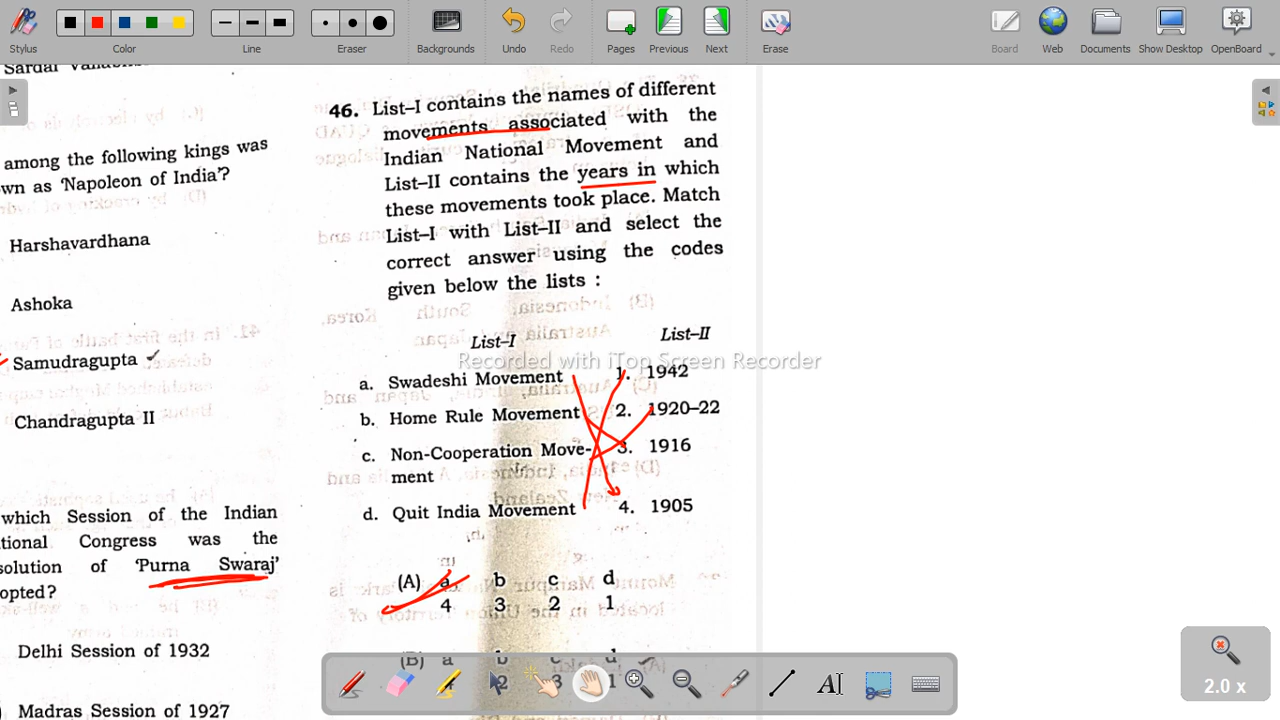 Stylus
Color
Line
Eraser
Backgrounds
Undo
Redo
Pages
Previous
Next
Erase
Board
Web
Documents
Show Desktop
OpenBoard
among the following kings was
wn as 'Napoleon of India'?
Harshavardhana
Ashoka
Samudragupta
Chandragupta II
which Session of the Indian
tional Congress was the
solution of 'Purna Swaraj'
opted?
Delhi Session of 1932
Madras Session of 1927
46. List–I contains the names of different
movements associated with the
Indian National Movement and
List–II contains the years in which
these movements took place. Match
List–I with List–II and select the
correct answer using the codes
given below the lists :
List–I List–II
Recorded with iTop Screen Recorder
a. Swadeshi Movement 1. 1942
b. Home Rule Movement 2. 1920–22
c. Non-Cooperation Move- 3. 1916
ment
d. Quit India Movement 4. 1905
(A) a b c d
4 3 2 1
(B) a b c d
2 3 1
2.0 x